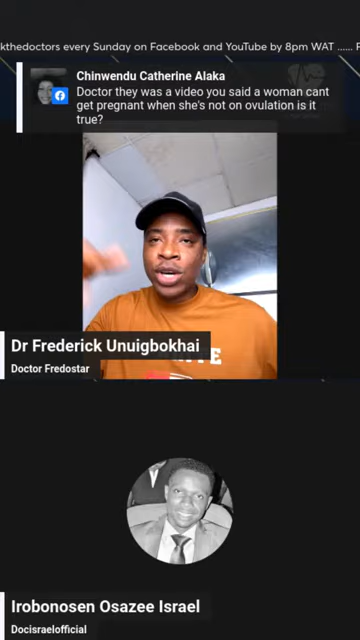 kthedoctors every Sunday on Facebook and YouTube by 8pm WAT ...... F
Chinwendu Catherine Alaka
Doctor they was a video you said a woman cant
get pregnant when she's not on ovulation is it
true?
Dr Frederick Unuigbokhai
Doctor Fredostar
Irobonosen Osazee Israel
Docisraelofficial